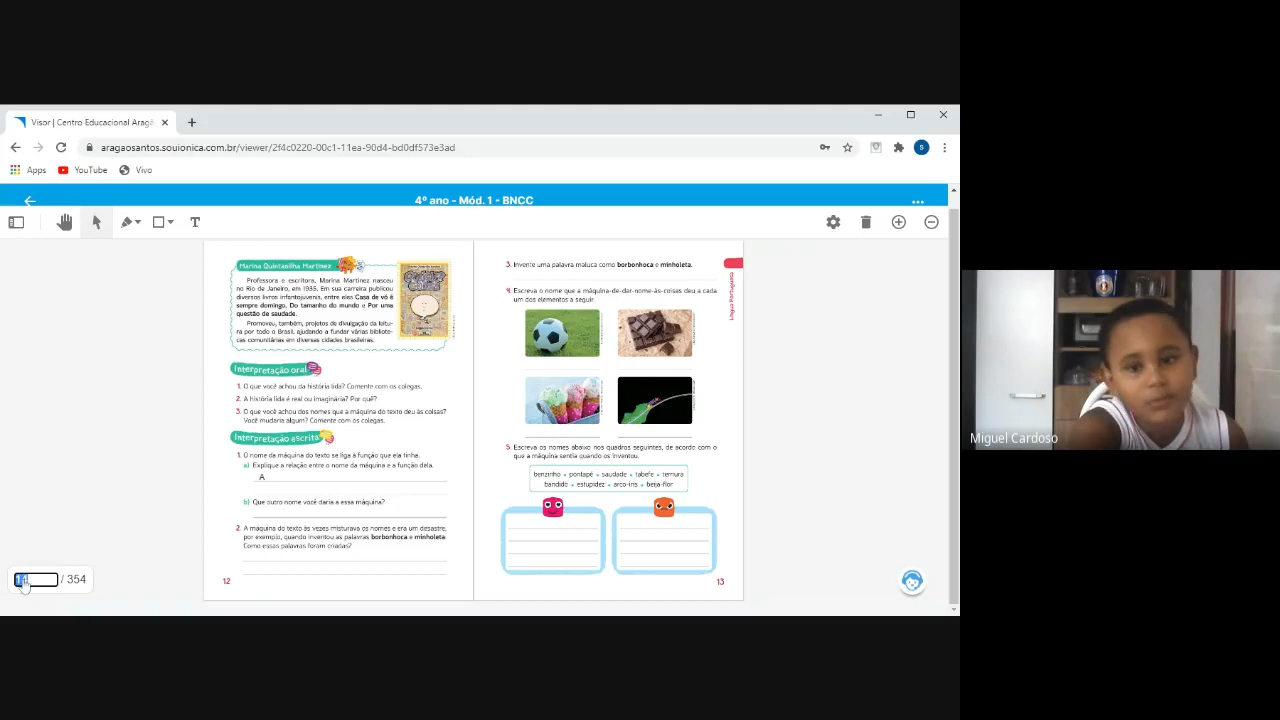 Visor | Centro Educacional Aragã
aragaosantos.souionica.com.br/viewer/2f4c0220-00c1-11ea-90d4-bd0df573e3ad
S
Apps
YouTube
Vivo
4º ano - Mód. 1 - BNCC
T
Marina Quintanilha Martinez
Professora e escritora, Marina Martinez nasceu
no Rio de Janeiro, em 1935. Em sua carreira publicou
diversos livros infantojuvenis, entre eles Casa de vó é
sempre domingo, Do tamanho do mundo e Por uma
questão de saudade.
Promoveu, também, projetos de divulgação da leitu-
ra por todo o Brasil, ajudando a fundar várias bibliote-
cas comunitárias em diversas cidades brasileiras.
Interpretação oral
1. O que você achou da história lida? Comente com os colegas.
2. A história lida é real ou imaginária? Por quê?
3. O que você achou dos nomes que a máquina do texto deu às coisas?
Você mudaria algum? Comente com os colegas.
Interpretação escrita
1. O nome da máquina do texto se liga à função que ela tinha.
a) Explique a relação entre o nome da máquina e a função dela.
A
b) Que outro nome você daria a essa máquina?
2. A máquina do texto às vezes misturava os nomes e era um desastre,
por exemplo, quando inventou as palavras borbonhoca e minholeta.
Como essas palavras foram criadas?
12
3. Invente uma palavra maluca como borbonhoca e minholeta.
4. Escreva o nome que a máquina-de-dar-nome-às-coisas deu a cada
um dos elementos a seguir.
5. Escreva os nomes abaixo nos quadros seguintes, de acordo com o
que a máquina sentia quando os inventou.
benzinho • pontapé • saudade • tabefe • ternura
bandido • estupidez • arco-íris • beija-flor
13
Língua Portuguesa
14 / 354
Miguel Cardoso